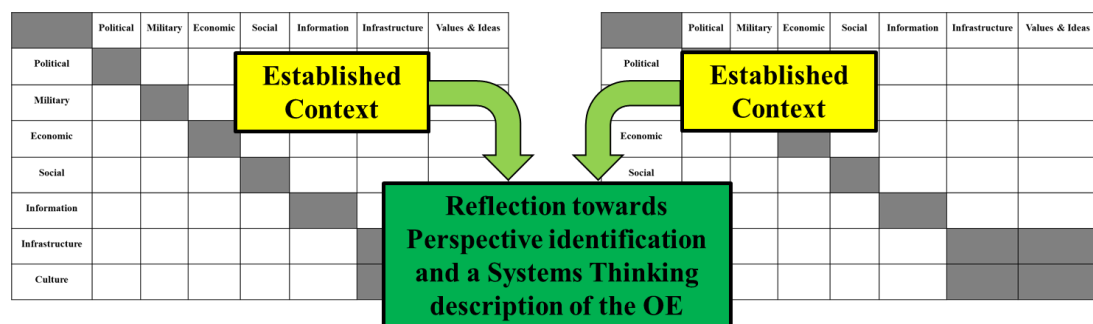 Political Military Economic Social Information Infrastructure Values & Ideas
Political
Military
Economic
Social
Information
Infrastructure
Culture
Established
Context
Political Military Economic Social Information Infrastructure Values & Ideas
Political
Economic
Social
Established
Context
Reflection towards
Perspective identification
and a Systems Thinking
description of the OE